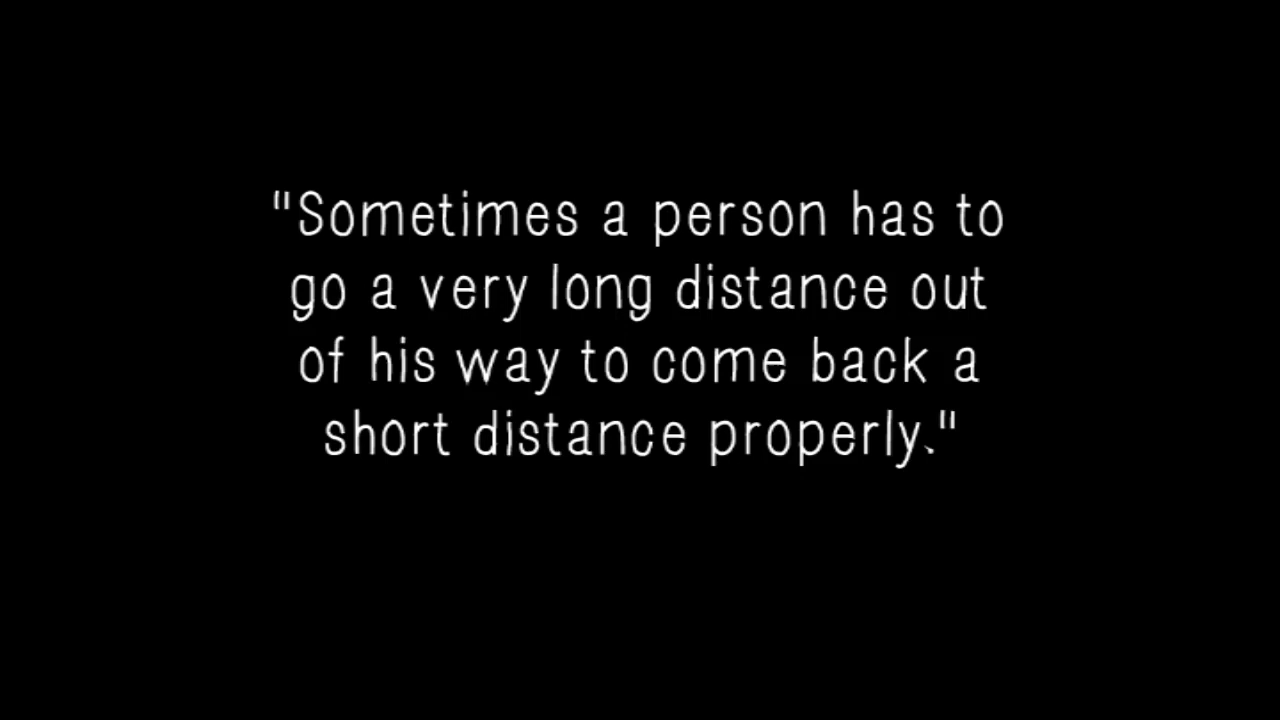 "Sometimes a person has to
go a very long distance out
of his way to come back a
short distance properly."